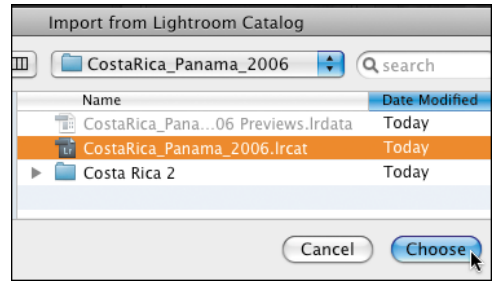 Import from Lightroom Catalog
CostaRica_Panama_2006 search
Name Date Modified
CostaRica_Pana...06 Previews.lrdata Today
Lr CostaRica_Panama_2006.lrcat Today
Costa Rica 2 Today
Cancel Choose